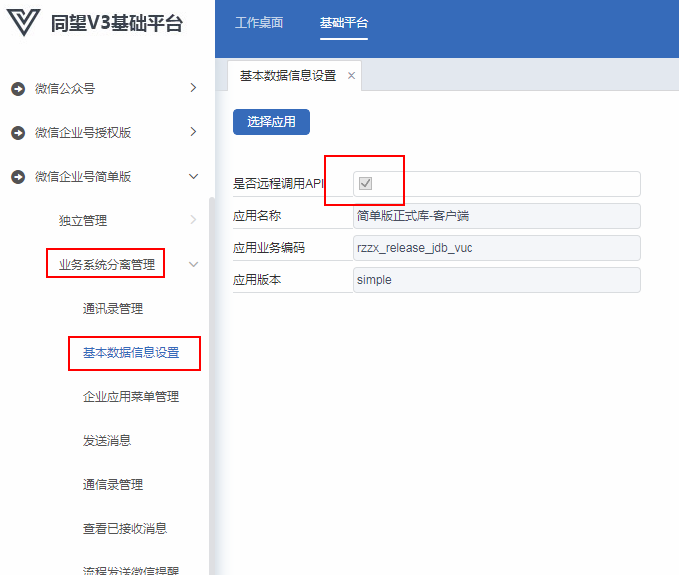 同望V3基础平台
工作桌面
基础平台
微信公众号
微信企业号授权版
微信企业号简单版
独立管理
业务系统分离管理
通讯录管理
基本数据信息设置
企业应用菜单管理
发送消息
通信录管理
查看已接收消息
流程发送微信提醒
基本数据信息设置 ×
选择应用
是否远程调用API
应用名称 简单版正式库-客户端
应用业务编码 rzzx_release_jdb_vuc
应用版本 simple